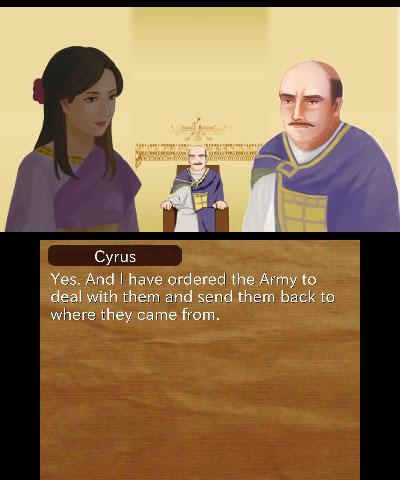 Cyrus
Yes. And I have ordered the Army to
deal with them and send them back to
where they came from.